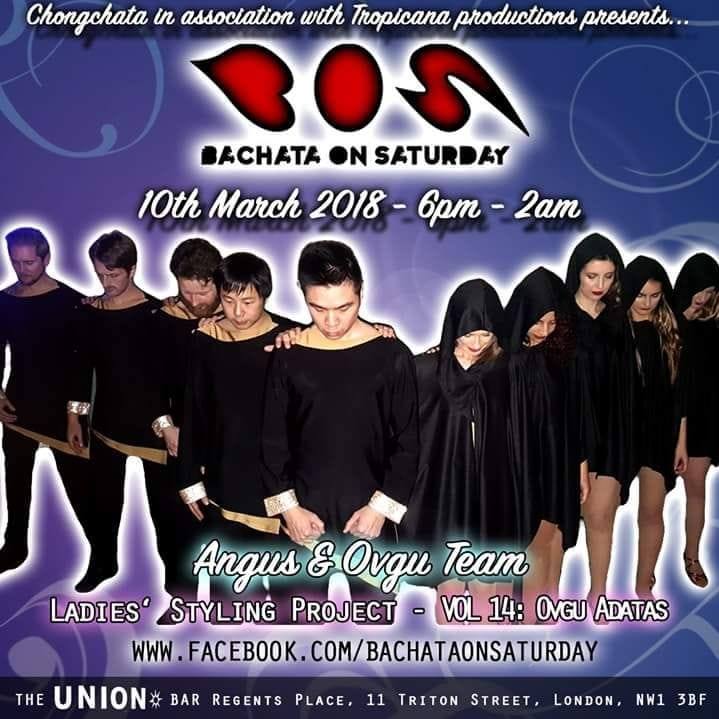 Chongchata in association with Tropicana productions presents...
BOS
BACHATA ON SATURDAY
10th March 2018 - 6pm - 2am
Angus & Ovgu Team
LADIES' STYLING PROJECT - VOL 14: OVGU ADATAS
WWW.FACEBOOK.COM/BACHATAONSATURDAY
THE UNION BAR REGENTS PLACE, 11 TRITON STREET, LONDON, NW1 3BF